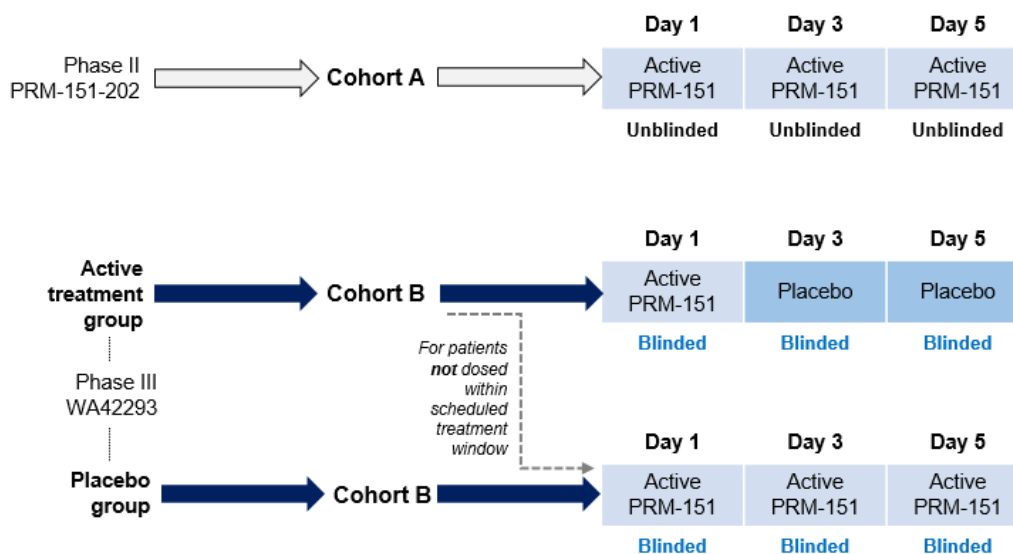 Day 1 Day 3 Day 5
Phase II
PRM-151-202
Cohort A
Active
PRM-151
Active
PRM-151
Active
PRM-151
Unblinded Unblinded Unblinded
Day 1 Day 3 Day 5
Active
treatment
group
Cohort B
Active
PRM-151
Placebo
Placebo
Blinded Blinded Blinded
For patients
not dosed
within
scheduled
treatment
window
Phase III
WA42293
Day 1 Day 3 Day 5
Placebo
group
Cohort B
Active
PRM-151
Active
PRM-151
Active
PRM-151
Blinded Blinded Blinded